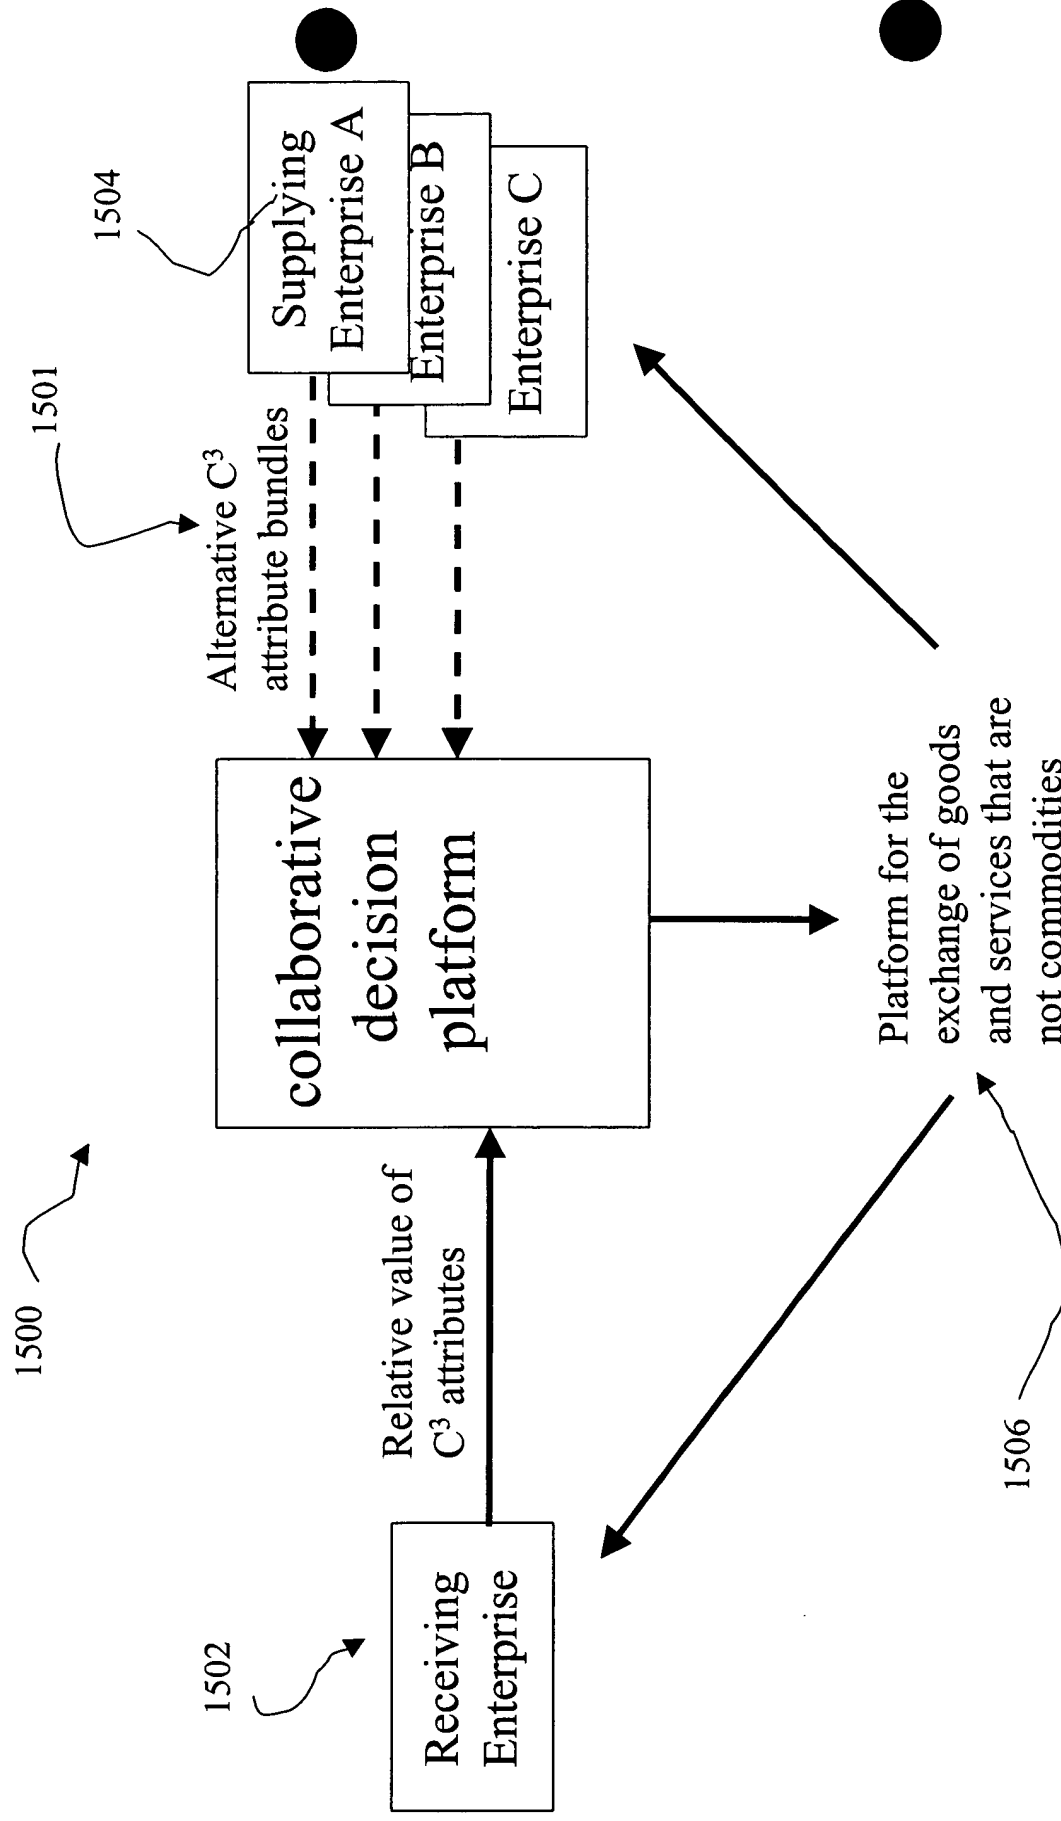 1500
1501
1504
Alternative C³
attribute bundles
Supplying
Enterprise A
Enterprise B
Enterprise C
1502
Receiving
Enterprise
Relative value of
C³ attributes
collaborative
decision
platform
Platform for the
exchange of goods
and services that are
not commodities
1506